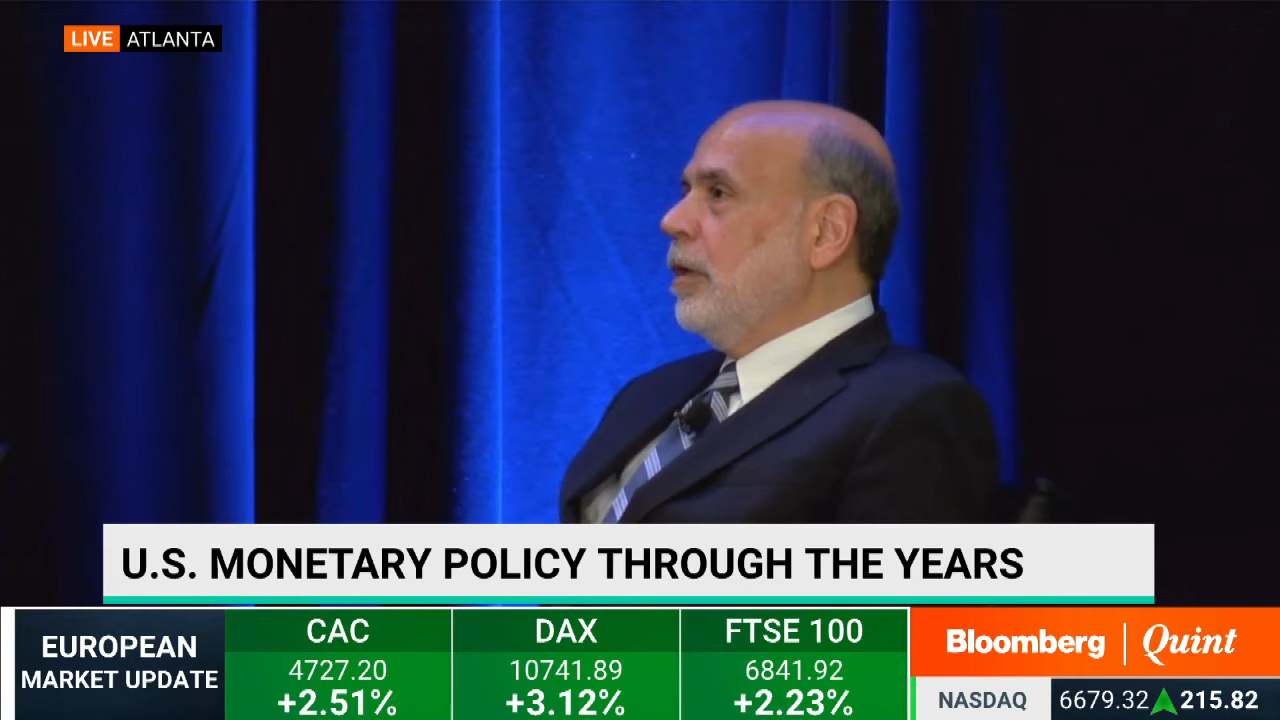 LIVE ATLANTA
U.S. MONETARY POLICY THROUGH THE YEARS
EUROPEAN
MARKET UPDATE
CAC
4727.20
+2.51%
DAX
10741.89
+3.12%
FTSE 100
6841.92
+2.23%
Bloomberg | Quint
NASDAQ 6679.32 215.82